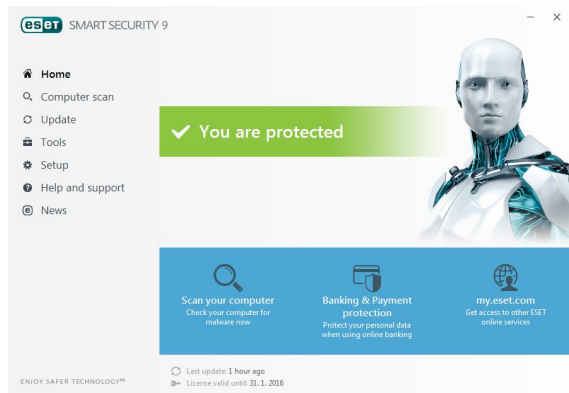 eset SMART SECURITY 9
Home
Computer scan
Update
Tools
Setup
Help and support
News
You are protected
Scan your computer
Check your computer for
malware now
Banking & Payment
protection
Protect your personal data
when using online banking
my.eset.com
Get access to other ESET
online services
Last update: 1 hour ago
License valid until: 31. 1. 2016
ENJOY SAFER TECHNOLOGY™